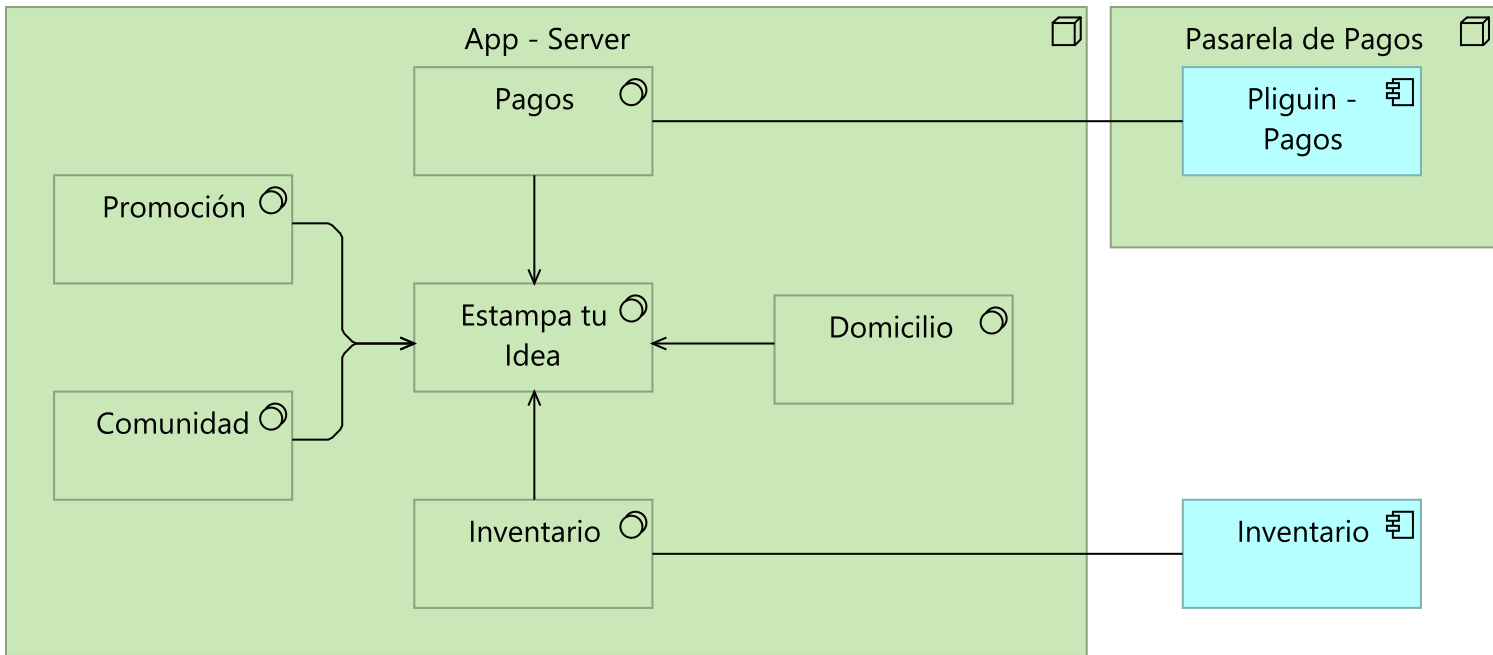 App - Server
Pasarela de Pagos
Pagos
Pliguin -
Pagos
Promoción
Estampa tu
Idea
Domicilio
Comunidad
Inventario
Inventario